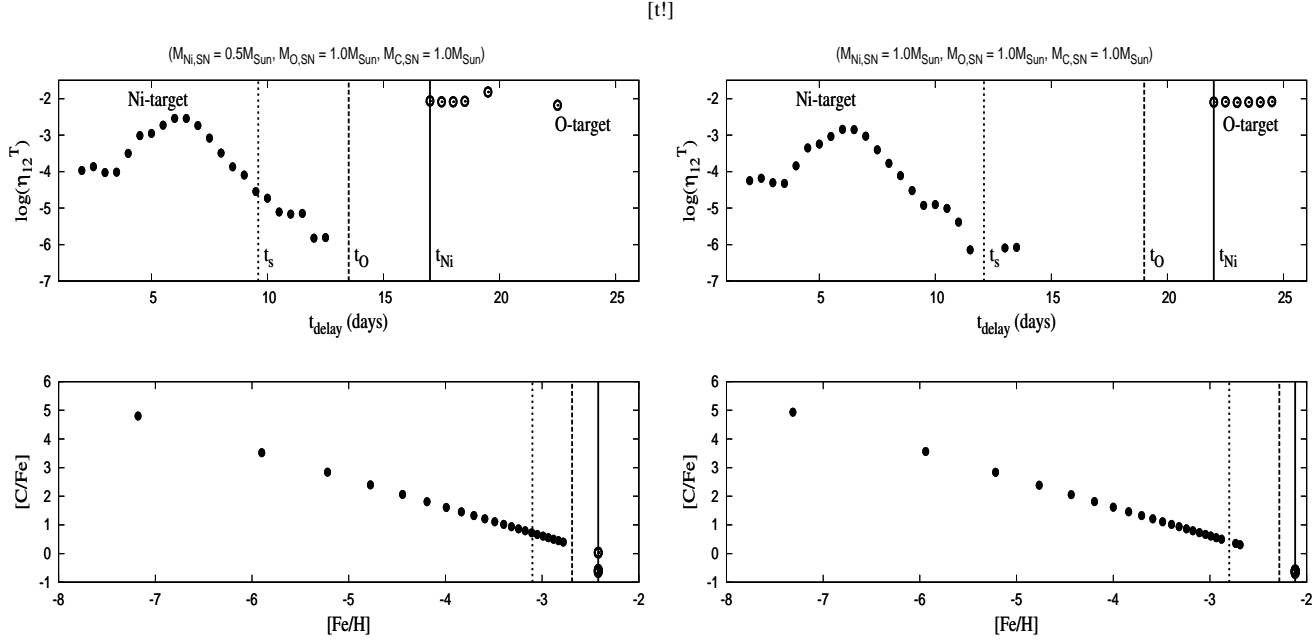 [t!]
(M_Ni,SN = 0.5M_Sun, M_O,SN = 1.0M_Sun, M_C,SN = 1.0M_Sun)
-2
-3
-4
-5
-6
-7
log(η_12^T)
Ni-target
O-target
t_s
t_O
t_Ni
5
10
15
20
25
t_delay (days)
(M_Ni,SN = 1.0M_Sun, M_O,SN = 1.0M_Sun, M_C,SN = 1.0M_Sun)
-2
-3
-4
-5
-6
-7
log(η_12^T)
Ni-target
O-target
t_s
t_O
t_Ni
5
10
15
20
25
t_delay (days)
6
5
4
3
2
1
0
-1
[C/Fe]
-8
-7
-6
-5
-4
-3
-2
[Fe/H]
6
5
4
3
2
1
0
-1
[C/Fe]
-8
-7
-6
-5
-4
-3
-2
[Fe/H]